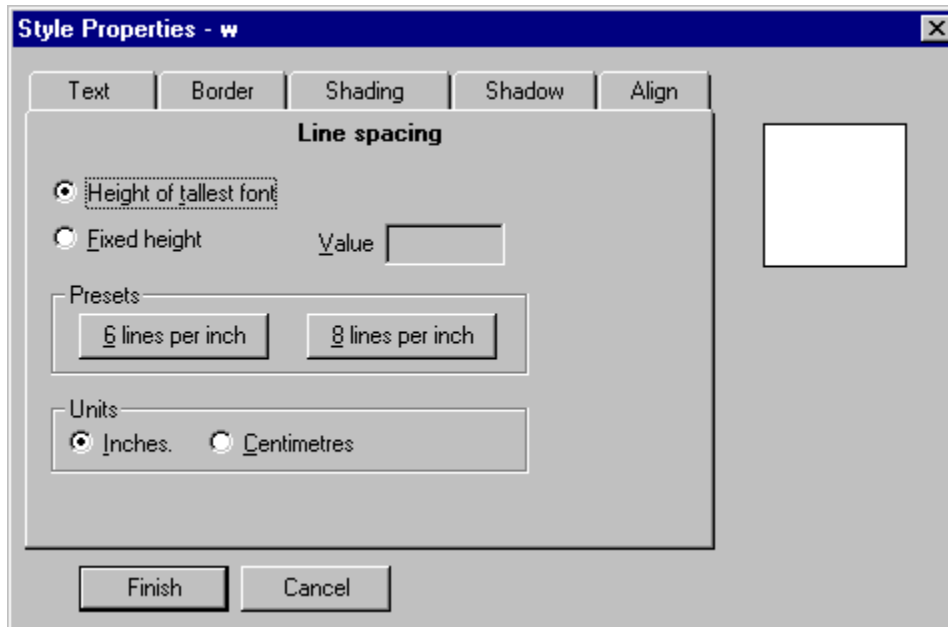 Style Properties - w
Text Border Shading Shadow Align
Line spacing
Height of tallest font
Fixed height Value
Presets
6 lines per inch 8 lines per inch
Units
Inches. Centimetres
Finish Cancel